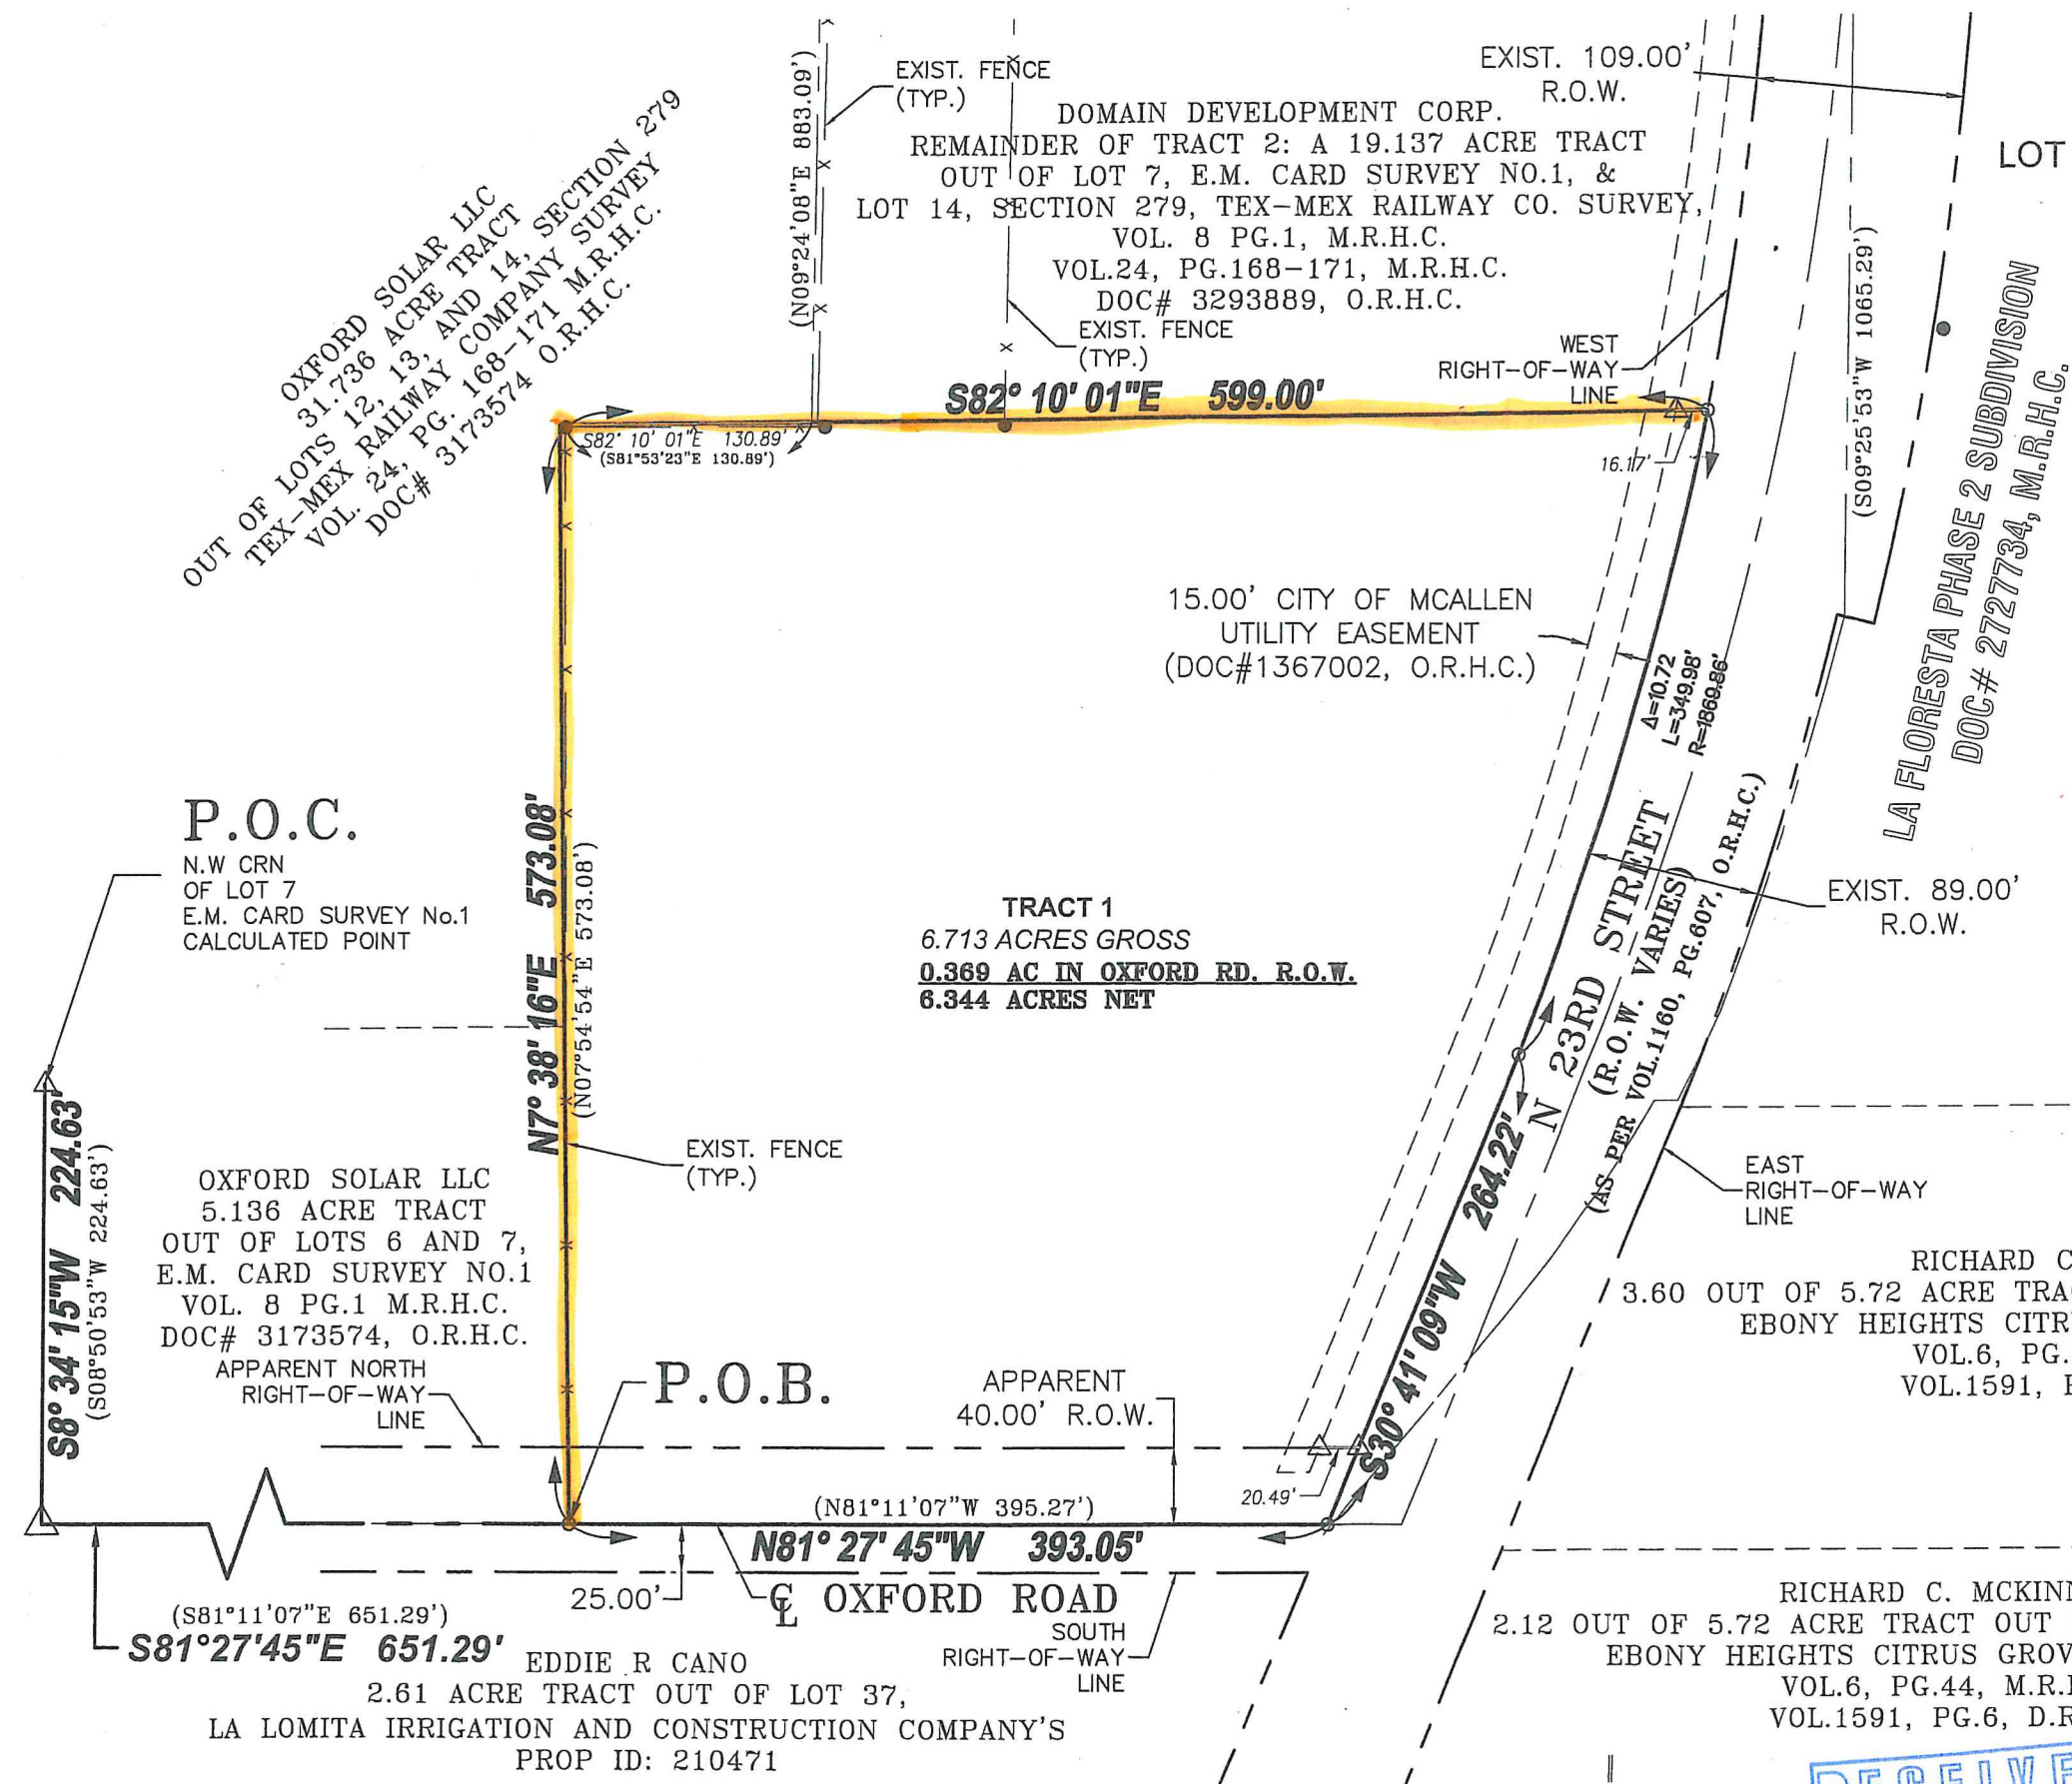 EXIST. FENCE
(TYP.)
(N09°24'08"E 883.09')
EXIST. 109.00'
R.O.W.
DOMAIN DEVELOPMENT CORP.
REMAINDER OF TRACT 2: A 19.137 ACRE TRACT
OUT OF LOT 7, E.M. CARD SURVEY NO.1, &
LOT 14, SECTION 279, TEX-MEX RAILWAY CO. SURVEY,
VOL. 8 PG.1, M.R.H.C.
VOL.24, PG.168-171, M.R.H.C.
DOC# 3293889, O.R.H.C.
EXIST. FENCE
(TYP.)
WEST
RIGHT-OF-WAY
LINE
LOT
OXFORD SOLAR LLC
31.736 ACRE TRACT
OUT OF LOTS 12, 13, AND 14, SECTION 279
TEX-MEX RAILWAY COMPANY SURVEY
VOL. 24, PG. 168-171 M.R.H.C.
DOC# 3173574 O.R.H.C.
(S09°25'53"W 1065.29')
LA FLORESTA PHASE 2 SUBDIVISION
DOC# 2727734, M.R.H.C.
S82° 10' 01"E 599.00'
S82° 10' 01"E 130.89'
(S81°53'23"E 130.89')
16.17'
15.00' CITY OF MCALLEN
UTILITY EASEMENT
(DOC#1367002, O.R.H.C.)
Δ=10.72
L=349.98'
R=1869.86'
P.O.C.
N.W CRN
OF LOT 7
E.M. CARD SURVEY No.1
CALCULATED POINT
N7° 38' 16"E 573.08'
(N07°54'54"E 573.08')
TRACT 1
6.713 ACRES GROSS
0.369 AC IN OXFORD RD. R.O.W.
6.344 ACRES NET
N 23RD STREET
(R.O.W. VARIES)
(AS PER VOL.1160, PG.607, O.R.H.C.)
EXIST. 89.00'
R.O.W.
S8° 34' 15"W 224.63'
(S08°50'53"W 224.63')
EXIST. FENCE
(TYP.)
OXFORD SOLAR LLC
5.136 ACRE TRACT
OUT OF LOTS 6 AND 7,
E.M. CARD SURVEY NO.1
VOL. 8 PG.1 M.R.H.C.
DOC# 3173574, O.R.H.C.
APPARENT NORTH
RIGHT-OF-WAY
LINE
P.O.B.
APPARENT
40.00' R.O.W.
S30° 41' 09"W 264.22'
EAST
RIGHT-OF-WAY
LINE
RICHARD C
3.60 OUT OF 5.72 ACRE TRA
EBONY HEIGHTS CITR
VOL.6, PG.
VOL.1591,
20.49'
(N81°11'07"W 395.27')
N81° 27' 45"W 393.05'
25.00'
℄ OXFORD ROAD
SOUTH
RIGHT-OF-WAY
LINE
(S81°11'07"E 651.29')
S81°27'45"E 651.29'
EDDIE R CANO
2.61 ACRE TRACT OUT OF LOT 37,
LA LOMITA IRRIGATION AND CONSTRUCTION COMPANY'S
PROP ID: 210471
RICHARD C. MCKIN
2.12 OUT OF 5.72 ACRE TRACT OUT
EBONY HEIGHTS CITRUS GROV
VOL.6, PG.44, M.R.
VOL.1591, PG.6, D.R
RECEIVE